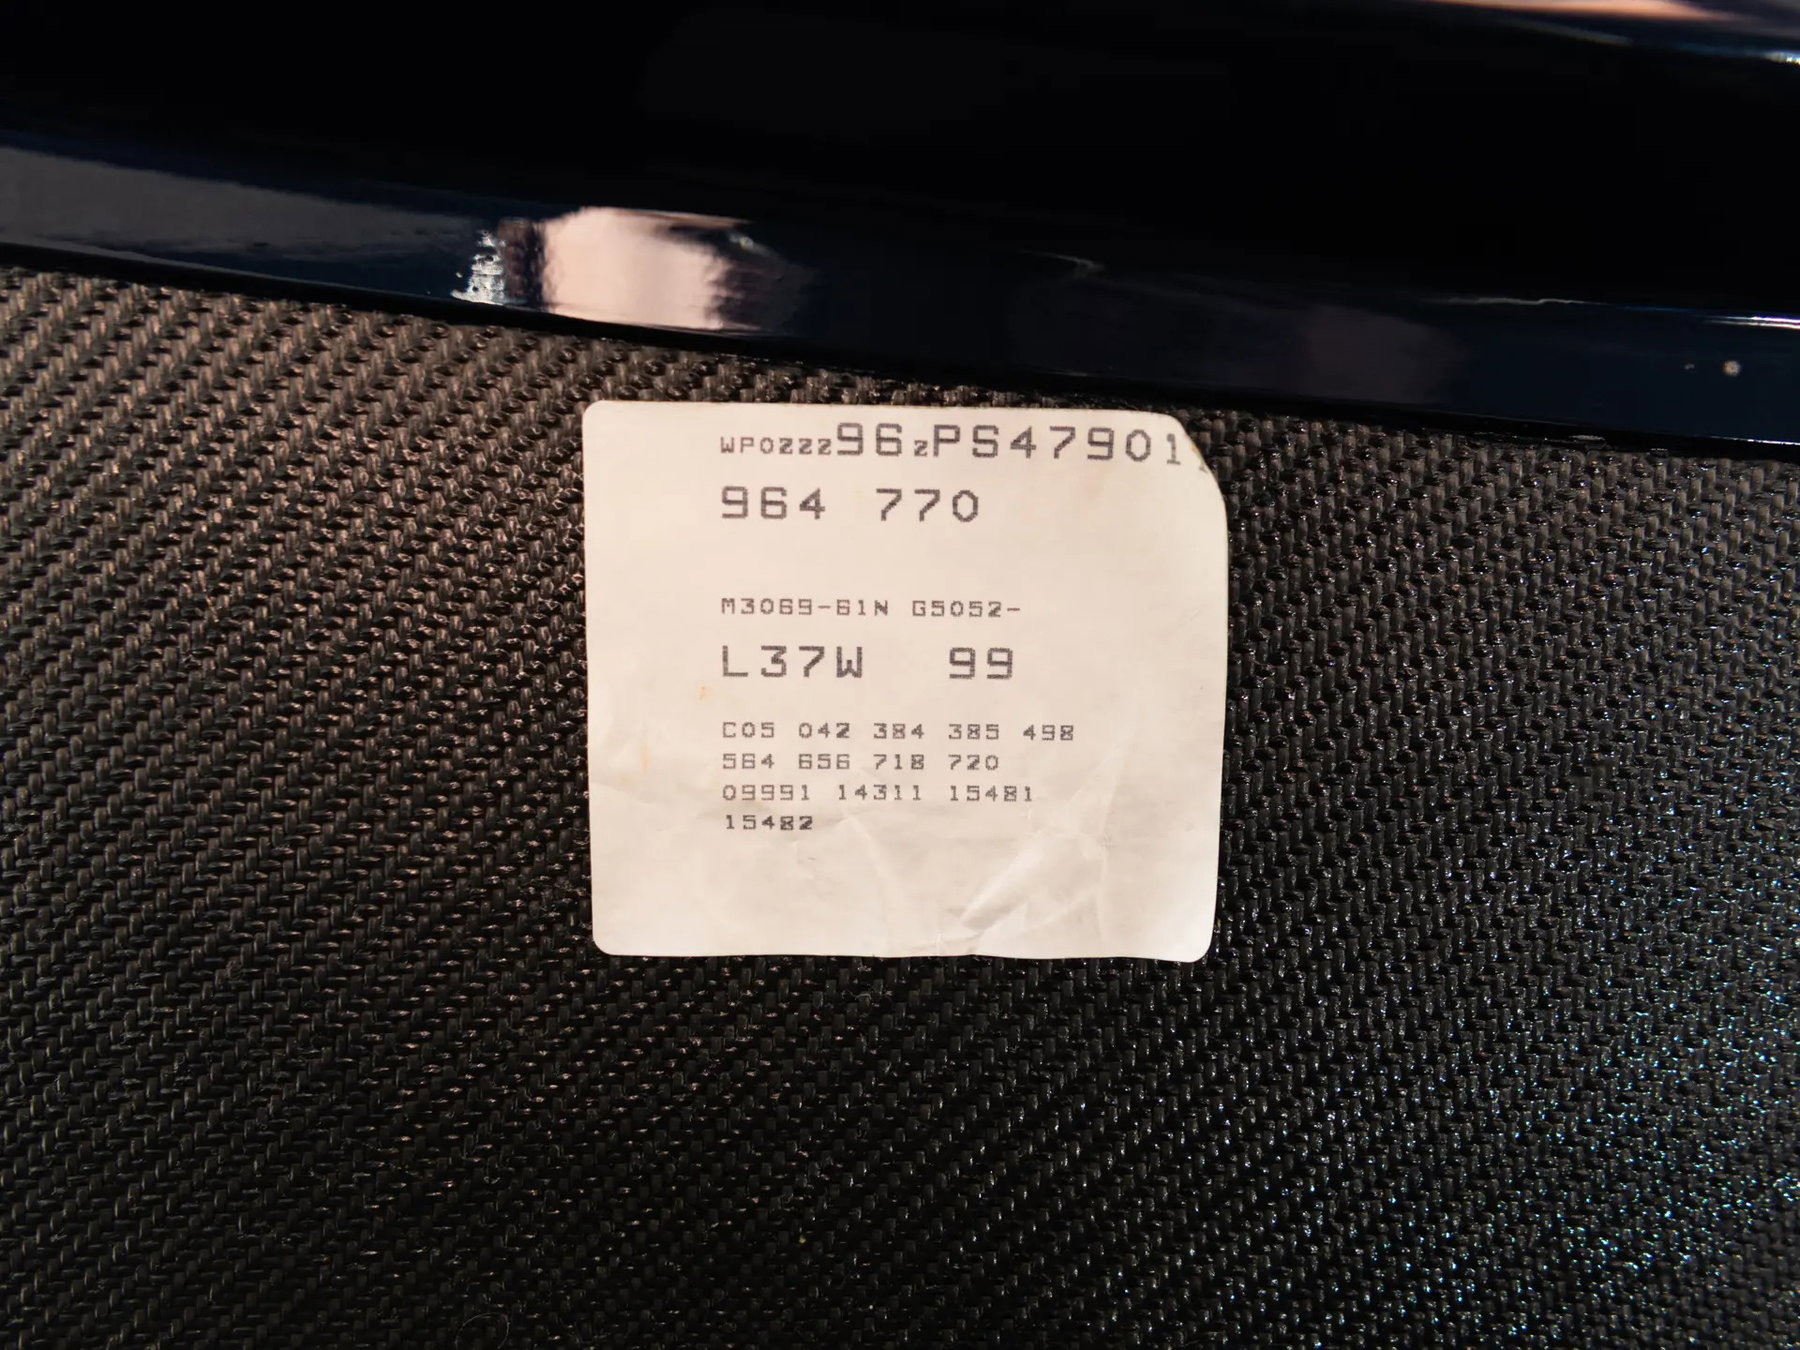 WP0ZZZ96ZPS47901
964 770
M3069-61N G5052-
L37W 99
C05 042 384 385 498
564 656 718 720
09991 14311 15481
15482